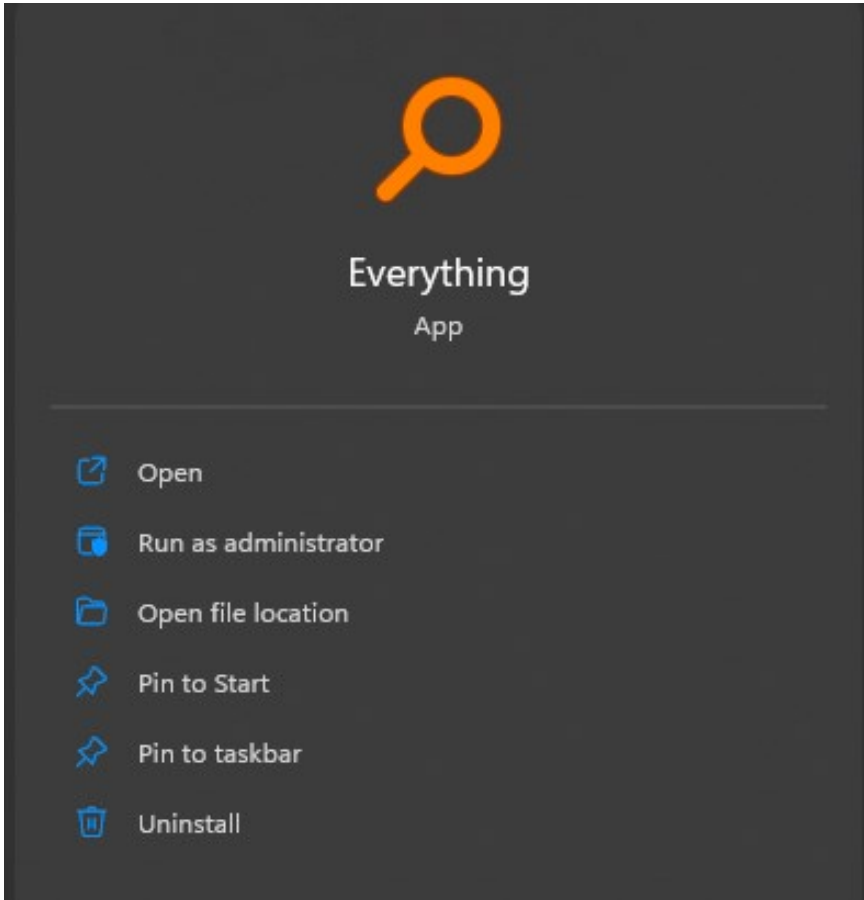 Everything
App
Open
Run as administrator
Open file location
Pin to Start
Pin to taskbar
Uninstall